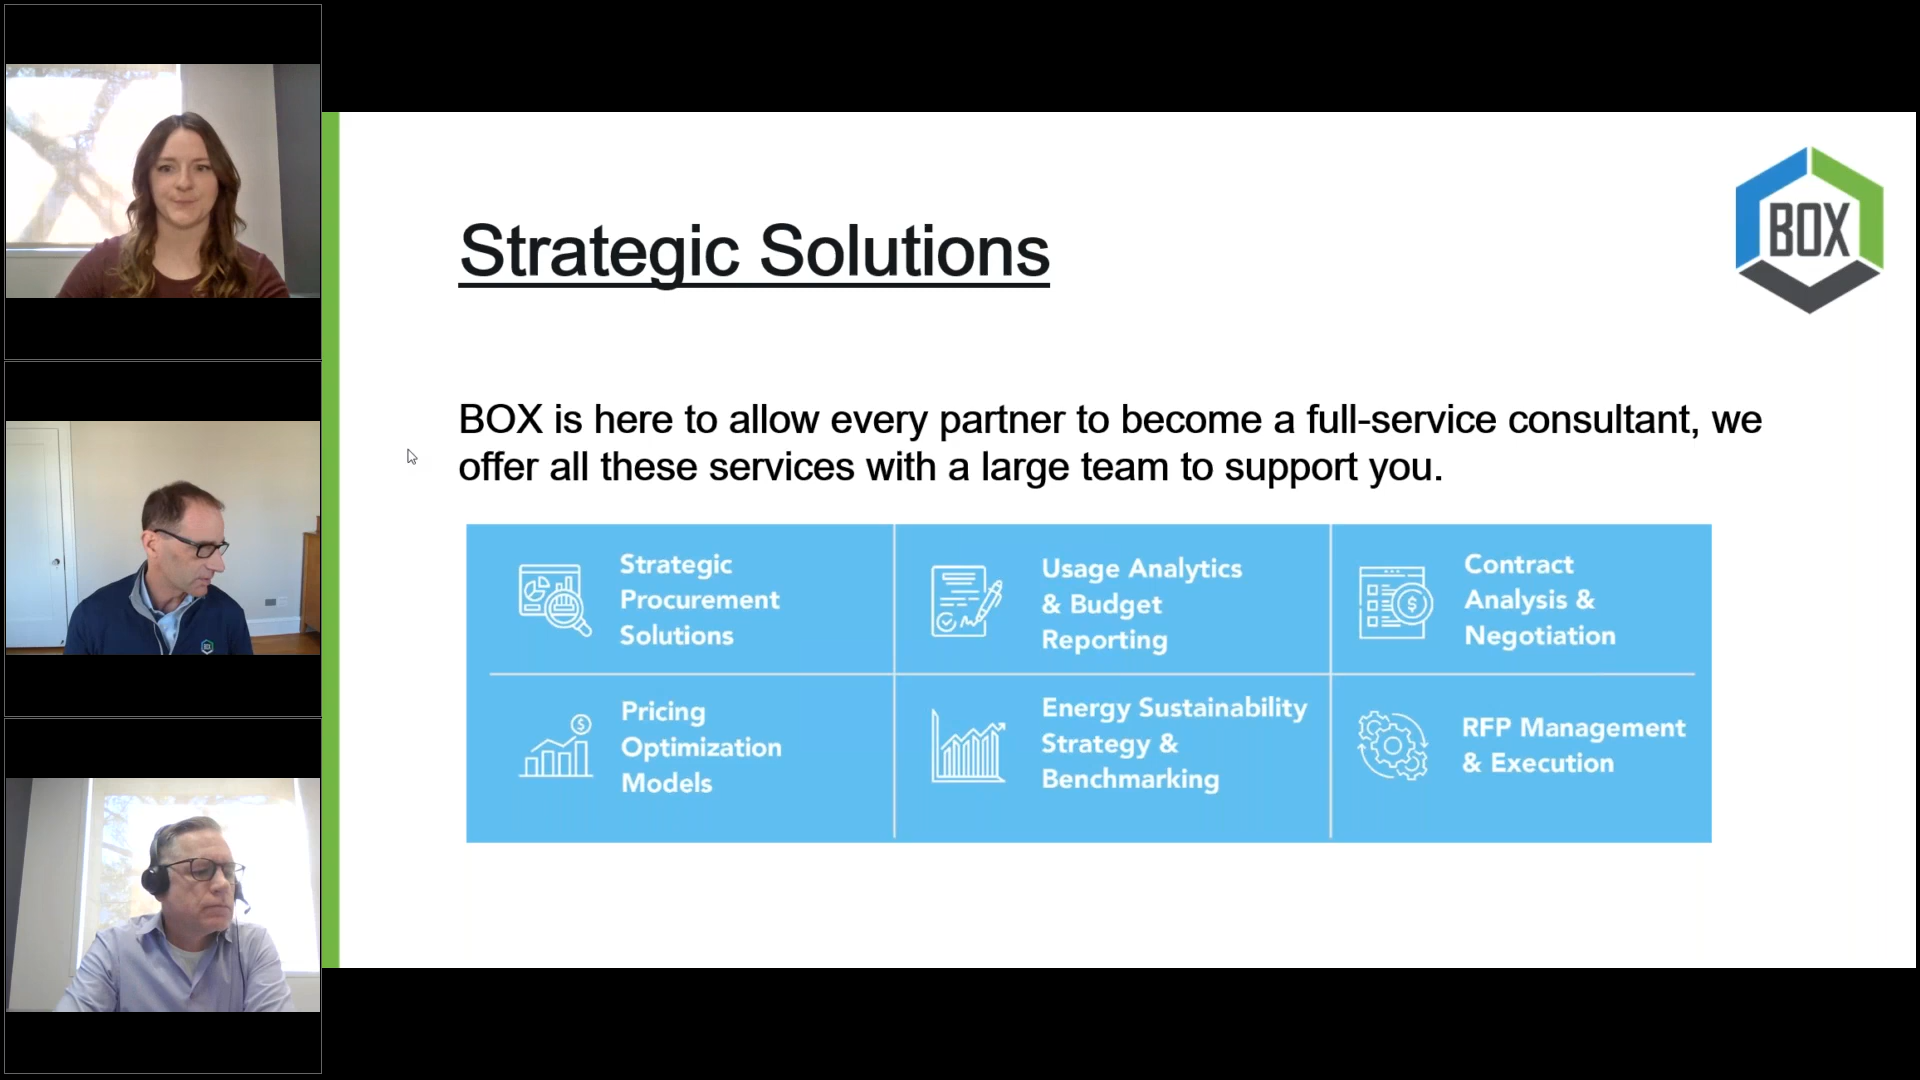 BOX
Strategic Solutions
BOX is here to allow every partner to become a full-service consultant, we
offer all these services with a large team to support you.
Strategic
Procurement
Solutions
Usage Analytics
& Budget
Reporting
Contract
Analysis &
Negotiation
Pricing
Optimization
Models
Energy Sustainability
Strategy &
Benchmarking
RFP Management
& Execution